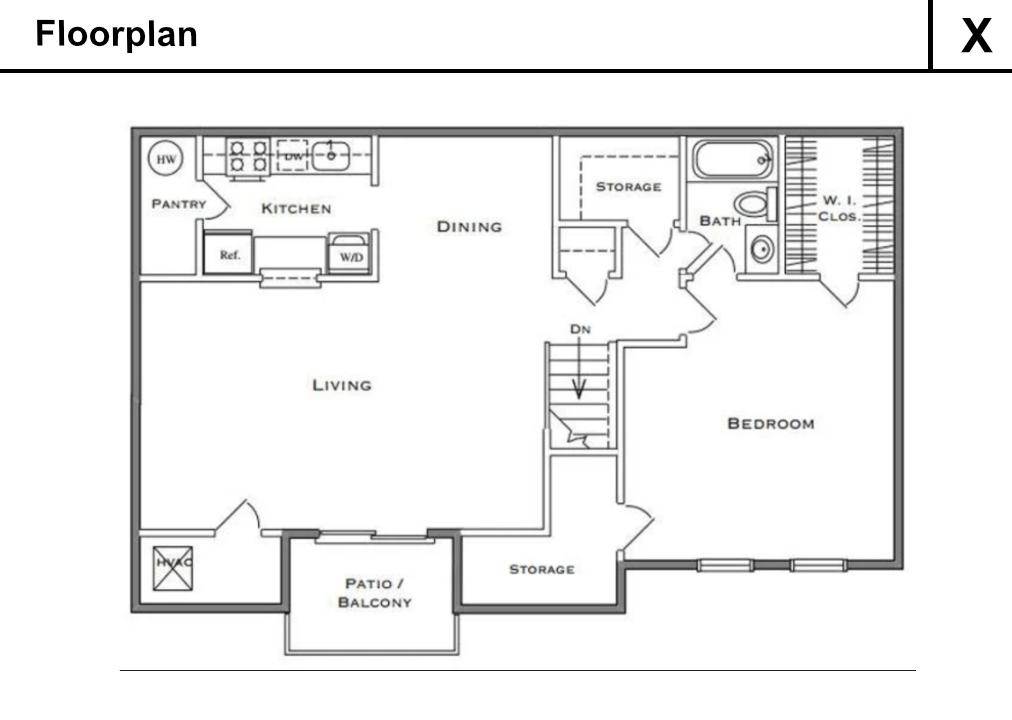 Floorplan
X
HW
DW
STORAGE
PANTRY
KITCHEN
W. I.
CLOS.
BATH
DINING
Ref.
W/D
DN
LIVING
BEDROOM
HVAC
STORAGE
PATIO /
BALCONY